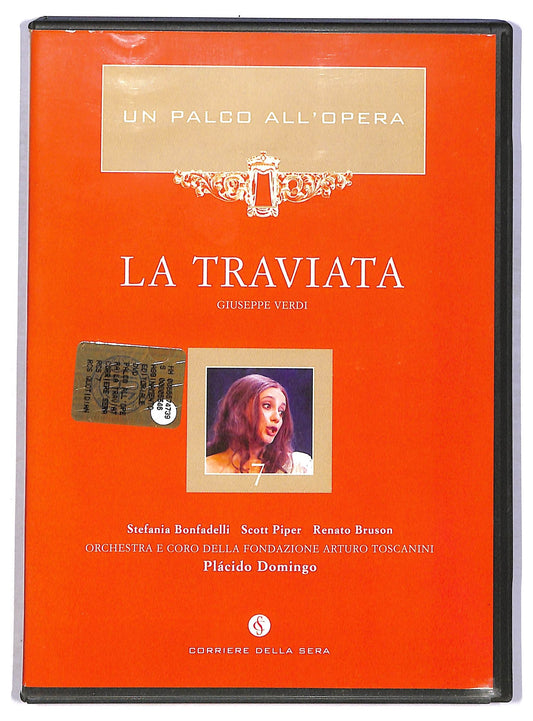 UN PALCO ALL'OPERA
LA TRAVIATA
GIUSEPPE VERDI
7
Stefania Bonfadelli Scott Piper Renato Bruson
ORCHESTRA E CORO DELLA FONDAZIONE ARTURO TOSCANINI
Plácido Domingo
CORRIERE DELLA SERA